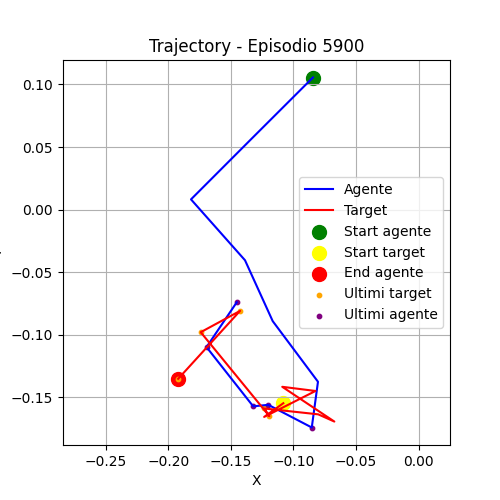 Trajectory - Episodio 5900
0.10
0.05
0.00
−0.05
−0.10
−0.15
Agente
Target
Start agente
Start target
End agente
Ultimi target
Ultimi agente
−0.25
−0.20
−0.15
−0.10
−0.05
0.00
X